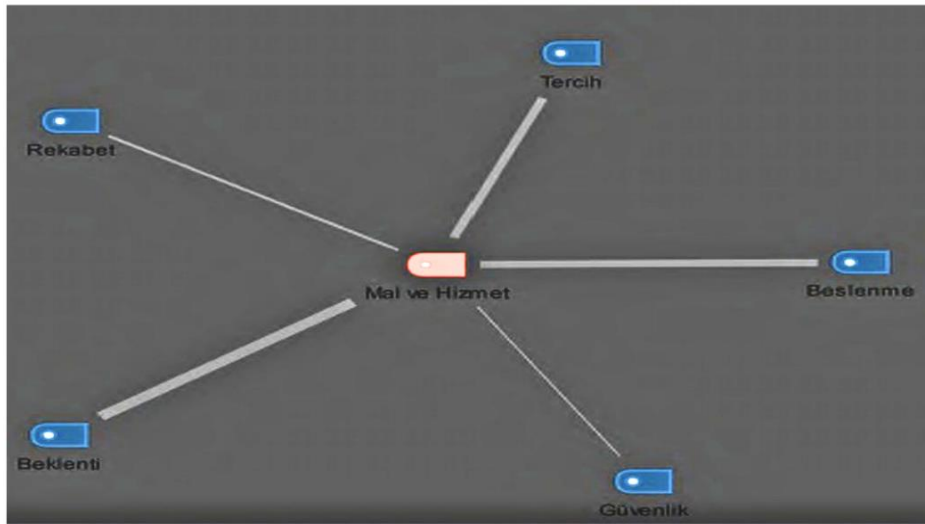 Tercih
Rekabet
Mal ve Hizmet
Beslenme
Beklenti
Güvenlik